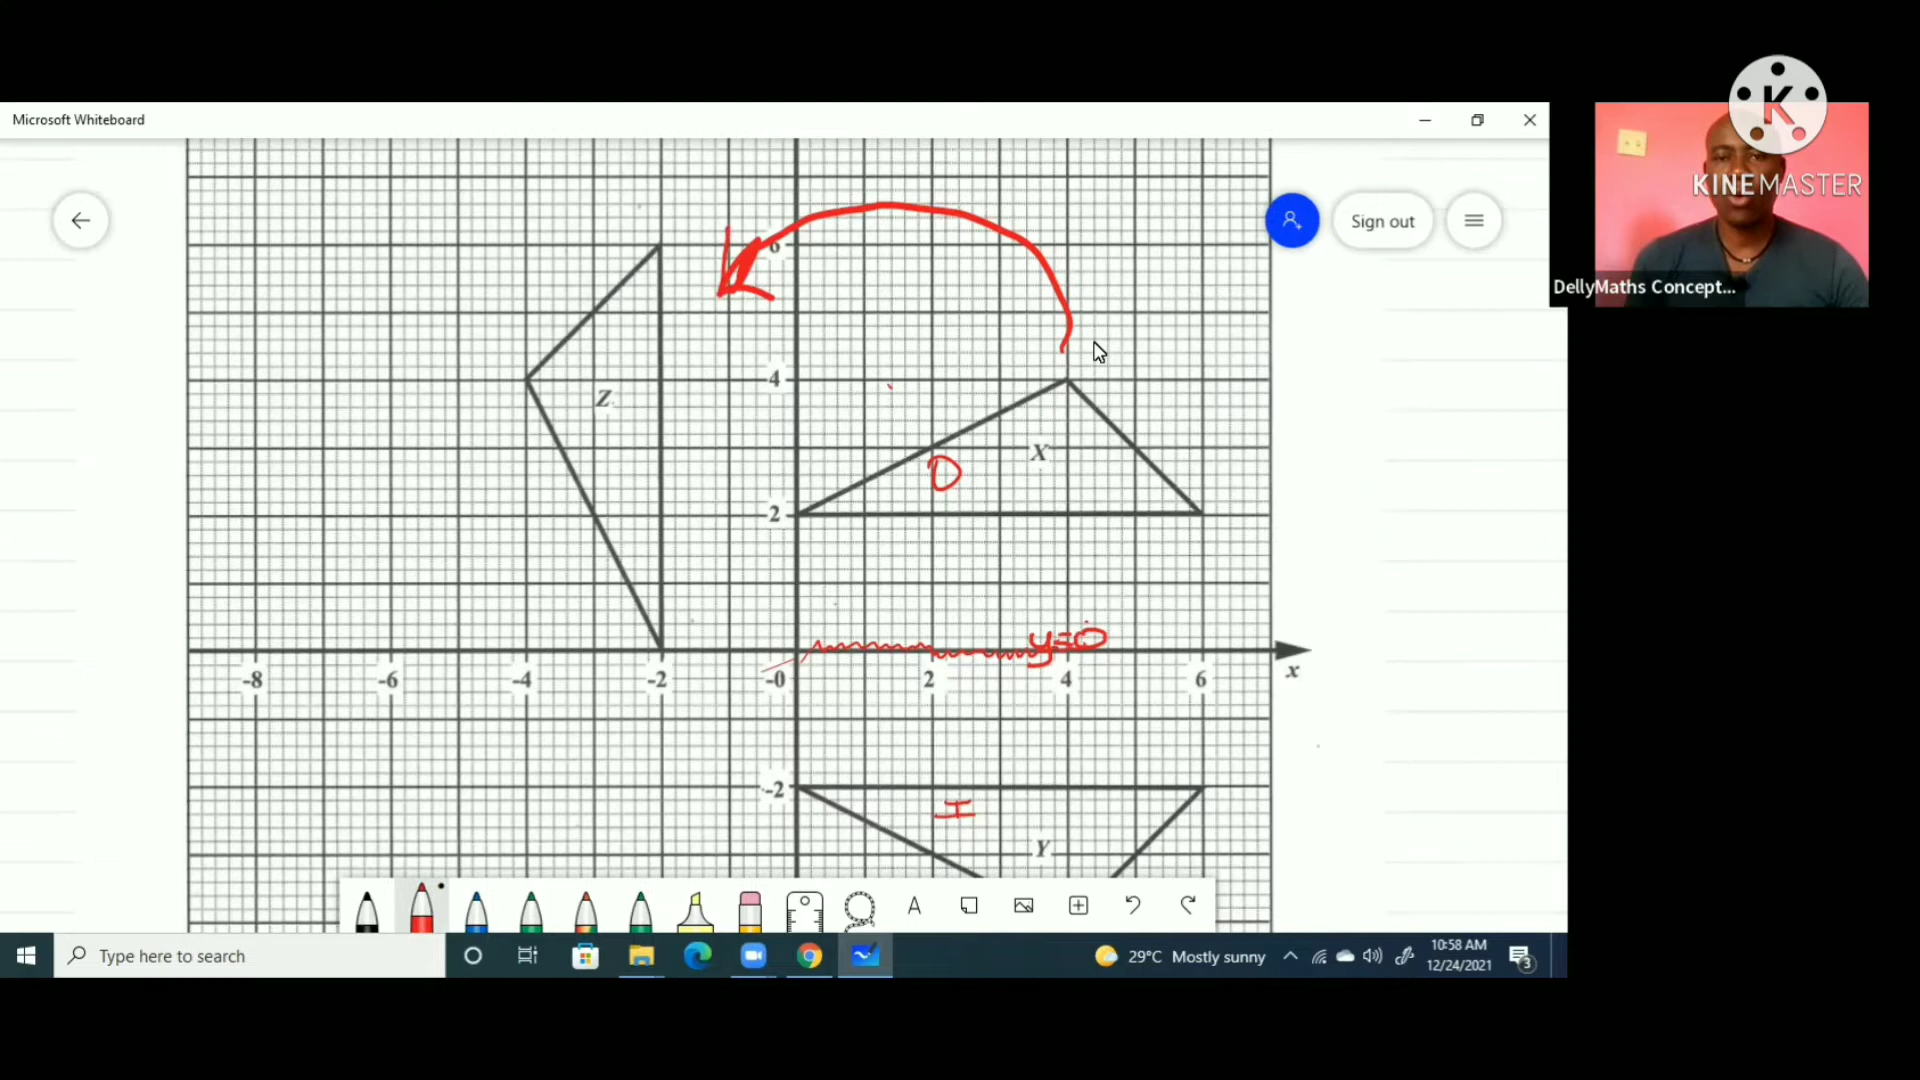 Microsoft Whiteboard
K
KINEMASTER
Sign out
DellyMaths Concept...
6
4
Z
X
O
2
y=0
-8
-6
-4
-2
-0
2
4
6
x
-2
I
Y
A
Type here to search
29°C Mostly sunny
10:58 AM
12/24/2021
3